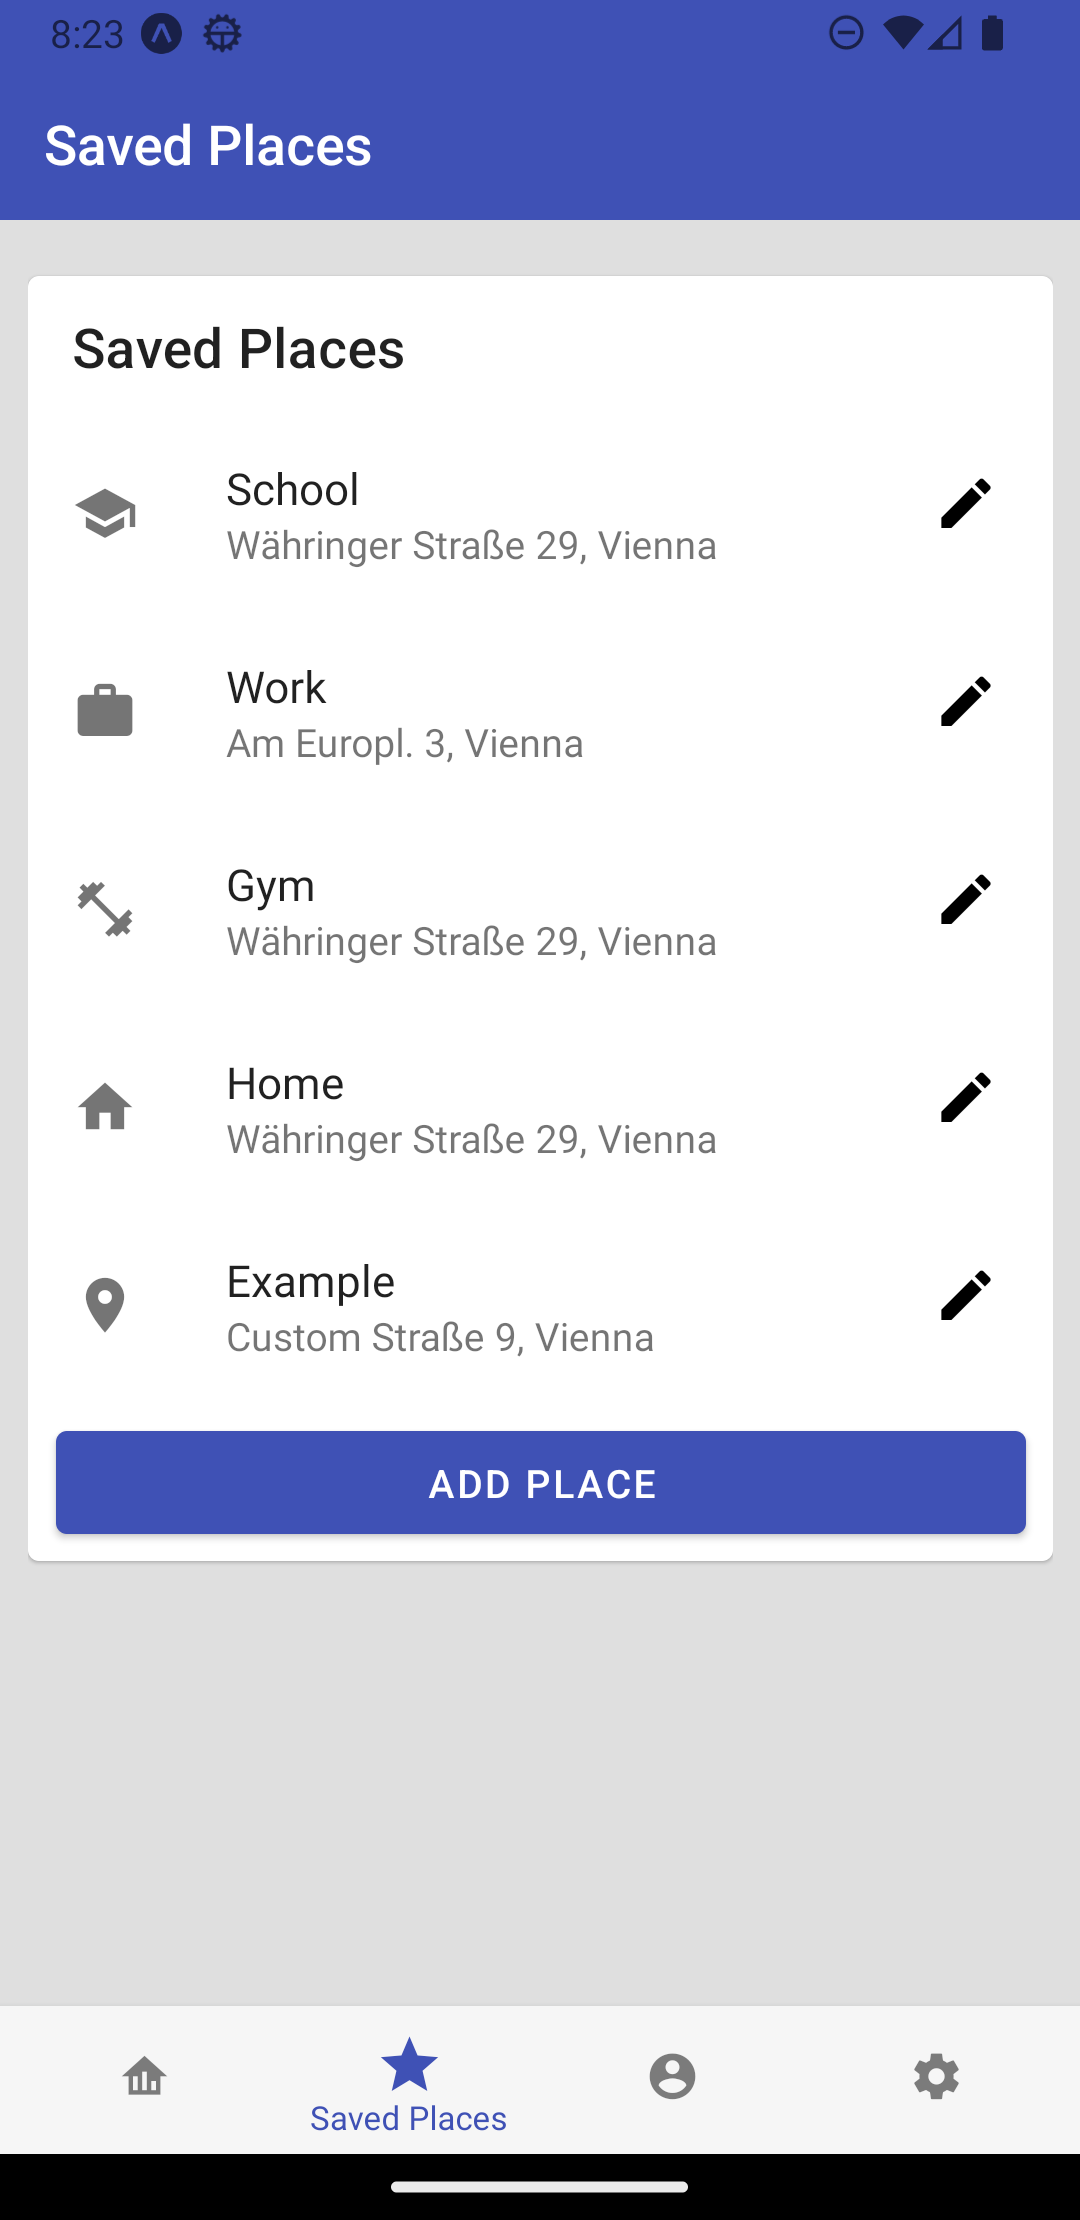 8:23
Saved Places
Saved Places
School
Währinger Straße 29, Vienna
Work
Am Europl. 3, Vienna
Gym
Währinger Straße 29, Vienna
Home
Währinger Straße 29, Vienna
Example
Custom Straße 9, Vienna
ADD PLACE
Saved Places